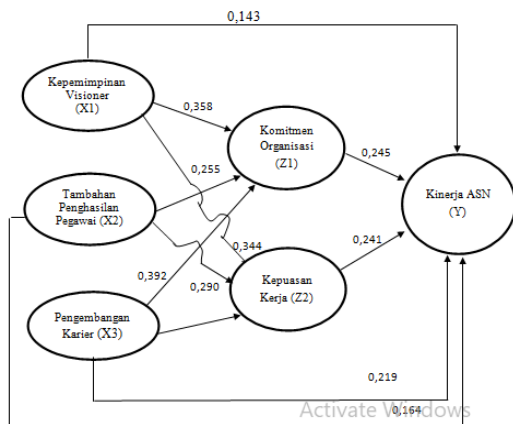 0,143
Kepemimpinan
Visioner
(X1)
0,358
Komitmen
Organisasi
(Z1)
0,245
0,255
Tambahan
Penghasilan
Pegawai (X2)
Kinerja ASN
(Y)
0,344
0,241
0,392
0,290
Kepuasan
Kerja (Z2)
Pengembangan
Karier (X3)
0,219
0,164
Activate Windows